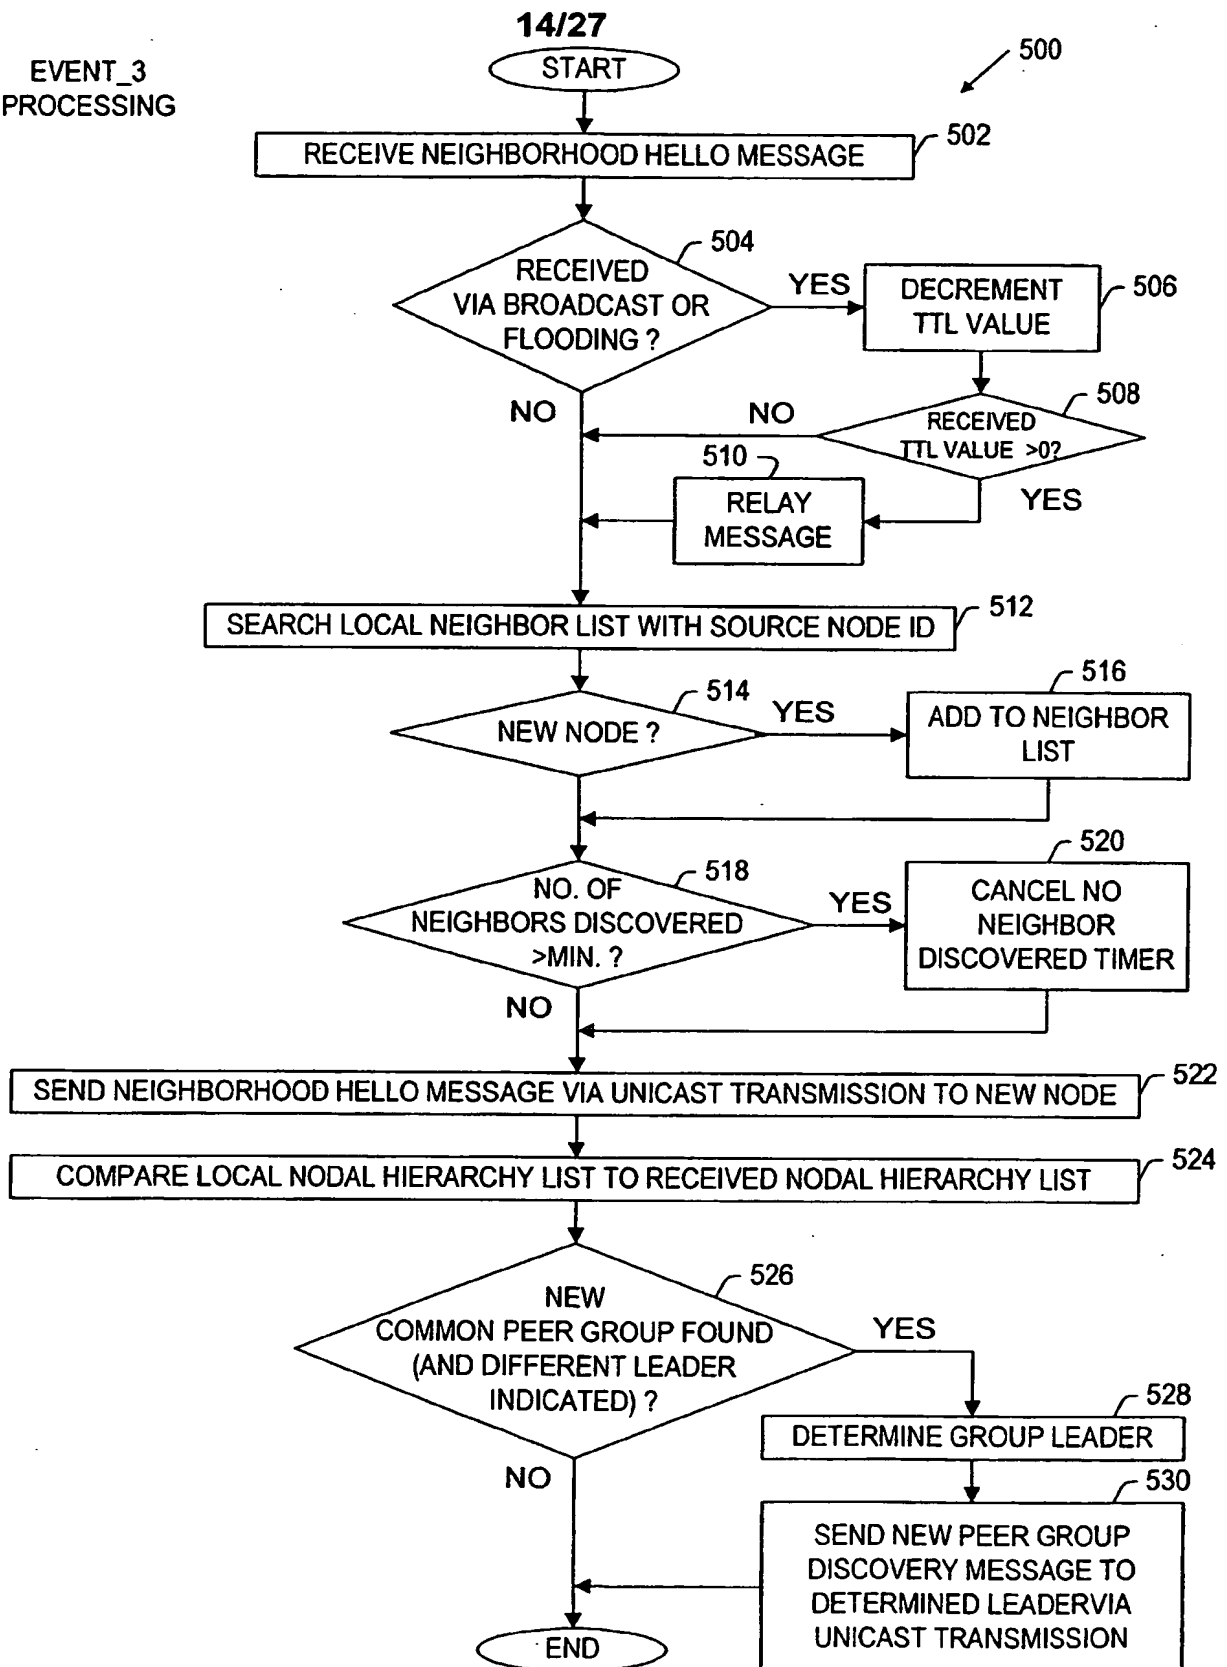 14/27
EVENT_3
PROCESSING
START
500
RECEIVE NEIGHBORHOOD HELLO MESSAGE
502
RECEIVED
VIA BROADCAST OR
FLOODING ?
504
YES
DECREMENT
TTL VALUE
506
NO
NO
RECEIVED
TTL VALUE >0?
508
YES
510
RELAY
MESSAGE
SEARCH LOCAL NEIGHBOR LIST WITH SOURCE NODE ID
512
NEW NODE ?
514
YES
516
ADD TO NEIGHBOR
LIST
NO. OF
NEIGHBORS DISCOVERED
>MIN. ?
518
YES
520
CANCEL NO
NEIGHBOR
DISCOVERED TIMER
NO
SEND NEIGHBORHOOD HELLO MESSAGE VIA UNICAST TRANSMISSION TO NEW NODE
522
COMPARE LOCAL NODAL HIERARCHY LIST TO RECEIVED NODAL HIERARCHY LIST
524
NEW
COMMON PEER GROUP FOUND
(AND DIFFERENT LEADER
INDICATED) ?
526
YES
528
DETERMINE GROUP LEADER
NO
530
SEND NEW PEER GROUP
DISCOVERY MESSAGE TO
DETERMINED LEADERVIA
UNICAST TRANSMISSION
END